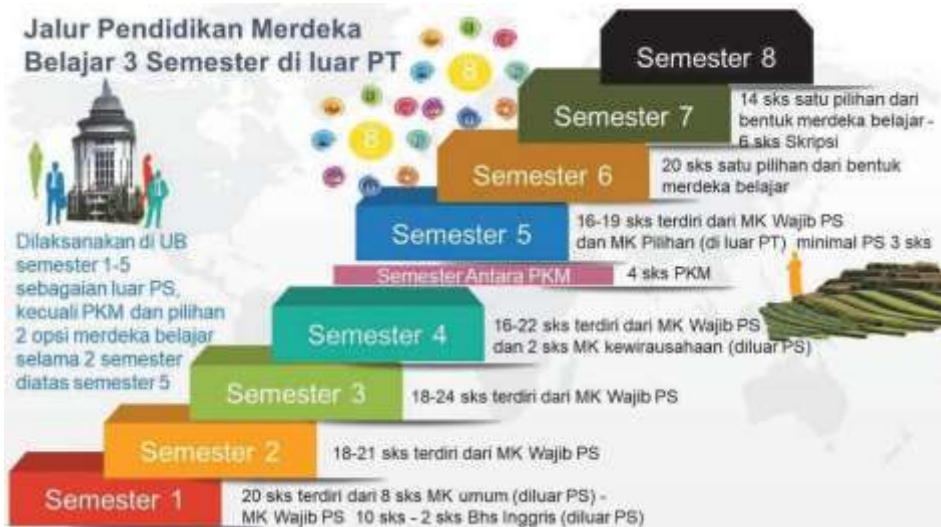 Jalur Pendidikan Merdeka
Belajar 3 Semester di luar PT
8
8
Semester 8
Semester 7
14 sks satu pilihan dari
bentuk merdeka belajar -
6 sks Skripsi
Semester 6
20 sks satu pilihan dari bentuk
merdeka belajar
Semester 5
16-19 sks terdiri dari MK Wajib PS
dan MK Pilihan (di luar PT) minimal PS 3 sks
Semester Antara PKM
4 sks PKM
Dilaksanakan di UB
semester 1-5
sebagaian luar PS,
kecuali PKM dan pilihan
2 opsi merdeka belajar
selama 2 semester
diatas semester 5
Semester 4
16-22 sks terdiri dari MK Wajib PS
dan 2 sks MK kewirausahaan (diluar PS)
Semester 3
18-24 sks terdiri dari MK Wajib PS
Semester 2
18-21 sks terdiri dari MK Wajib PS
Semester 1
20 sks terdiri dari 8 sks MK umum (diluar PS) -
MK Wajib PS 10 sks - 2 sks Bhs Inggris (diluar PS)